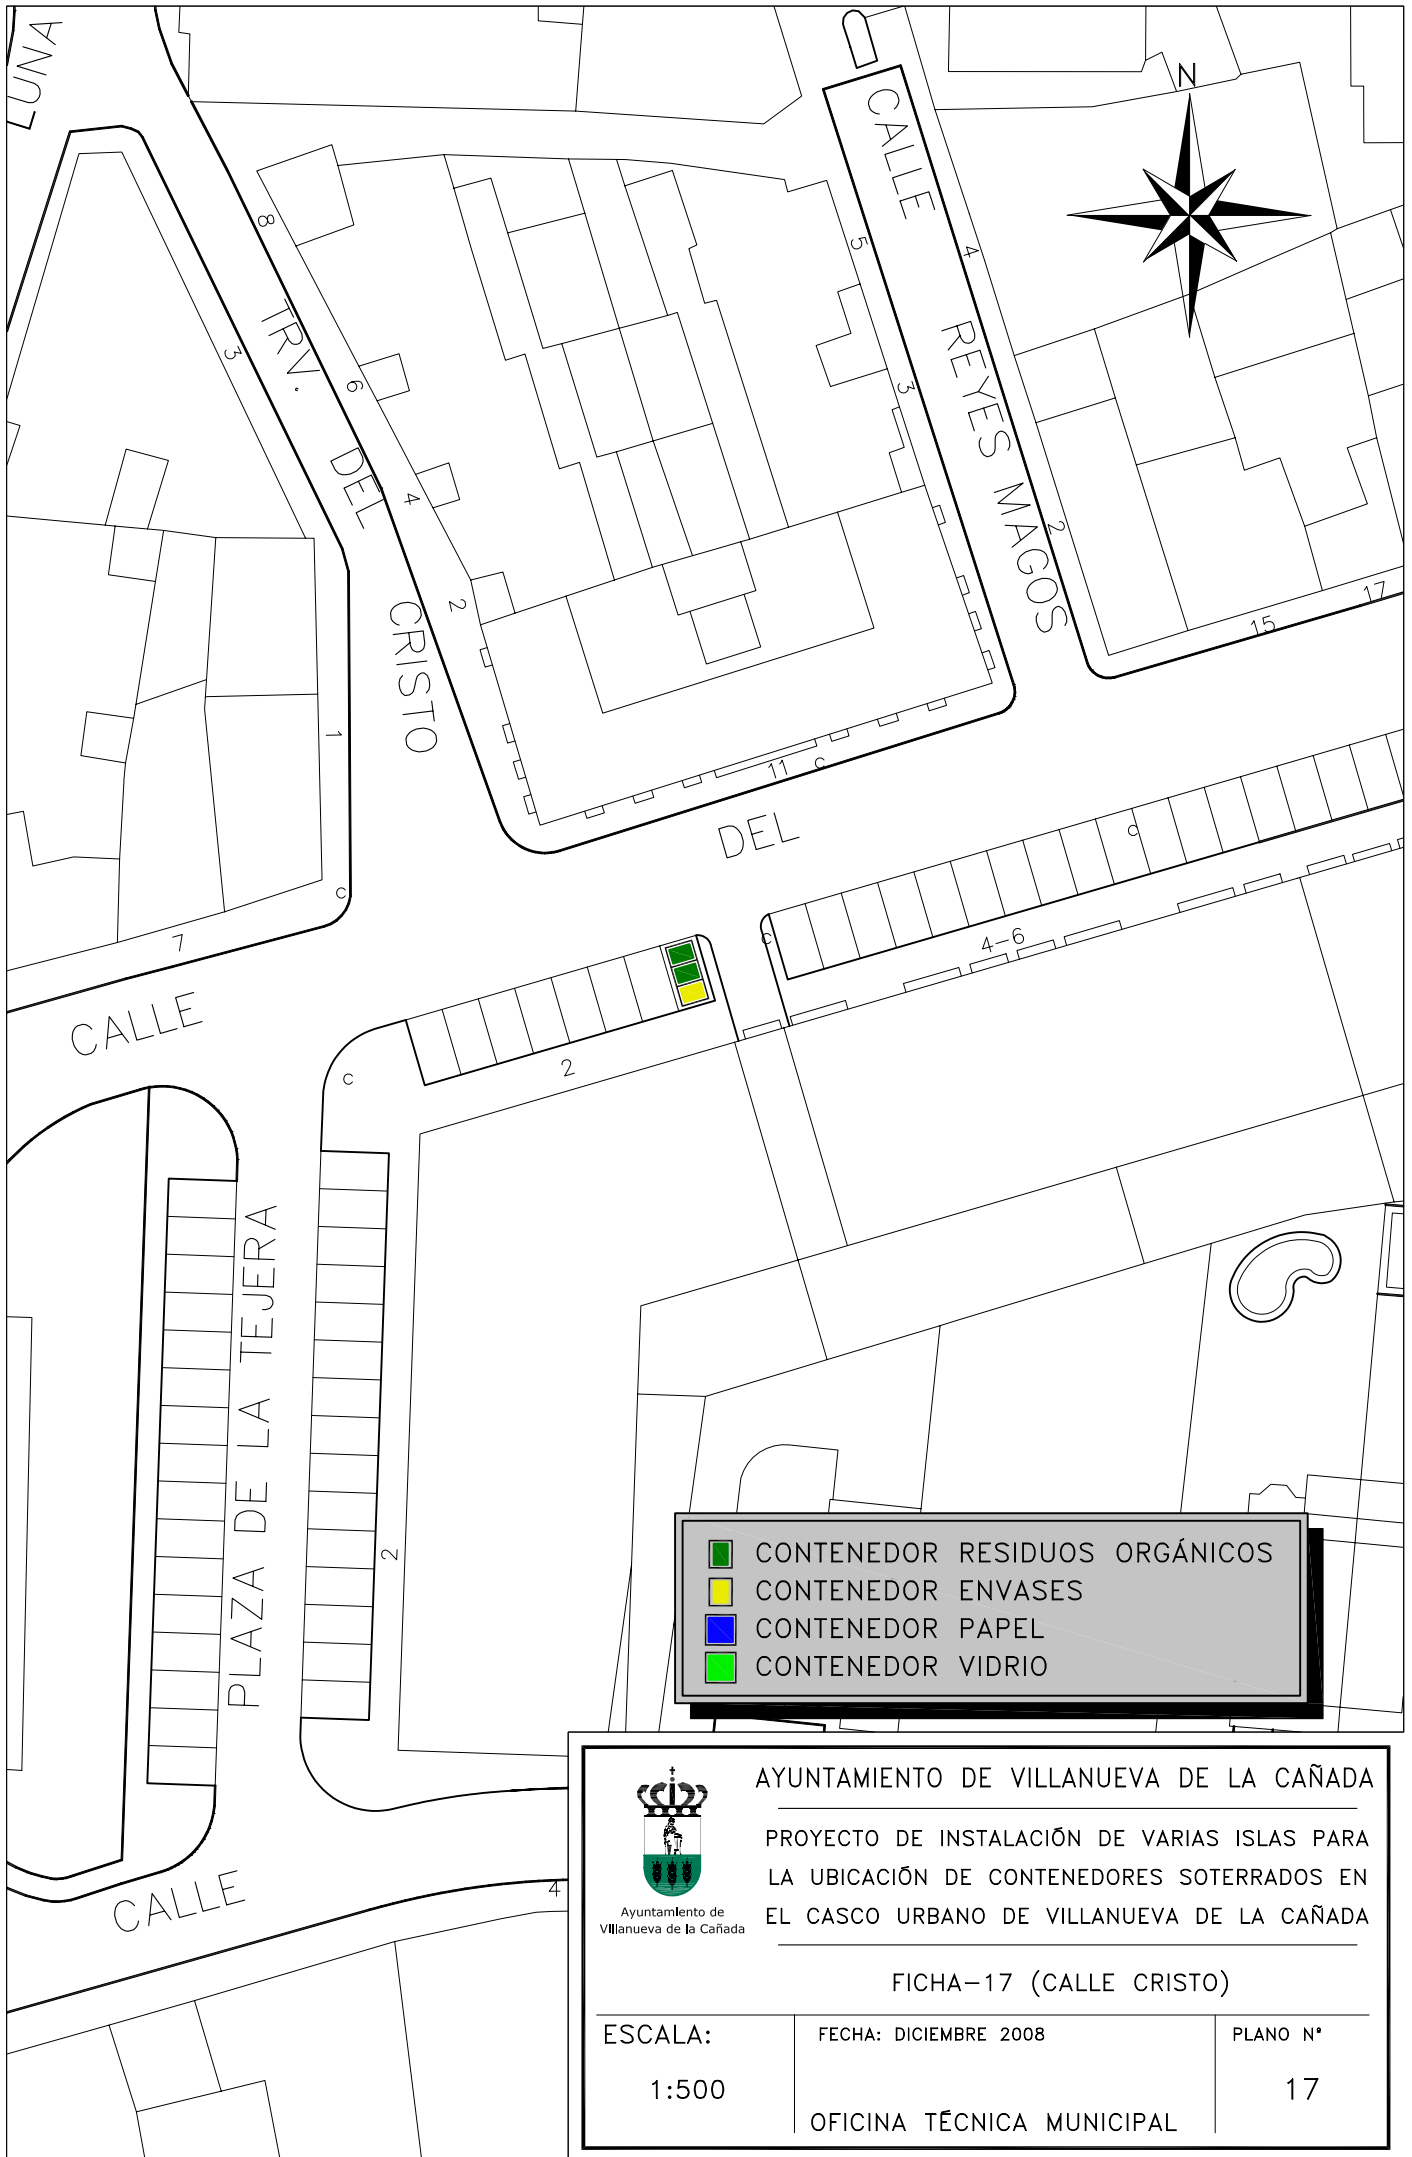 LUNA
N
CALLE
REYES MAGOS
8
5
4
3
TRV.
DEL
CRISTO
6
3
4
2
2
17
15
1
11
c
DEL
c
c
c
4-6
7
CALLE
2
c
PLAZA DE LA TEJERA
2
CONTENEDOR RESIDUOS ORGÁNICOS
CONTENEDOR ENVASES
CONTENEDOR PAPEL
CONTENEDOR VIDRIO
CALLE
4
AYUNTAMIENTO DE VILLANUEVA DE LA CAÑADA
PROYECTO DE INSTALACIÓN DE VARIAS ISLAS PARA
LA UBICACIÓN DE CONTENEDORES SOTERRADOS EN
EL CASCO URBANO DE VILLANUEVA DE LA CAÑADA
Ayuntamiento de
Villanueva de la Cañada
FICHA-17 (CALLE CRISTO)
ESCALA:
1:500
FECHA: DICIEMBRE 2008
OFICINA TÉCNICA MUNICIPAL
PLANO Nº
17